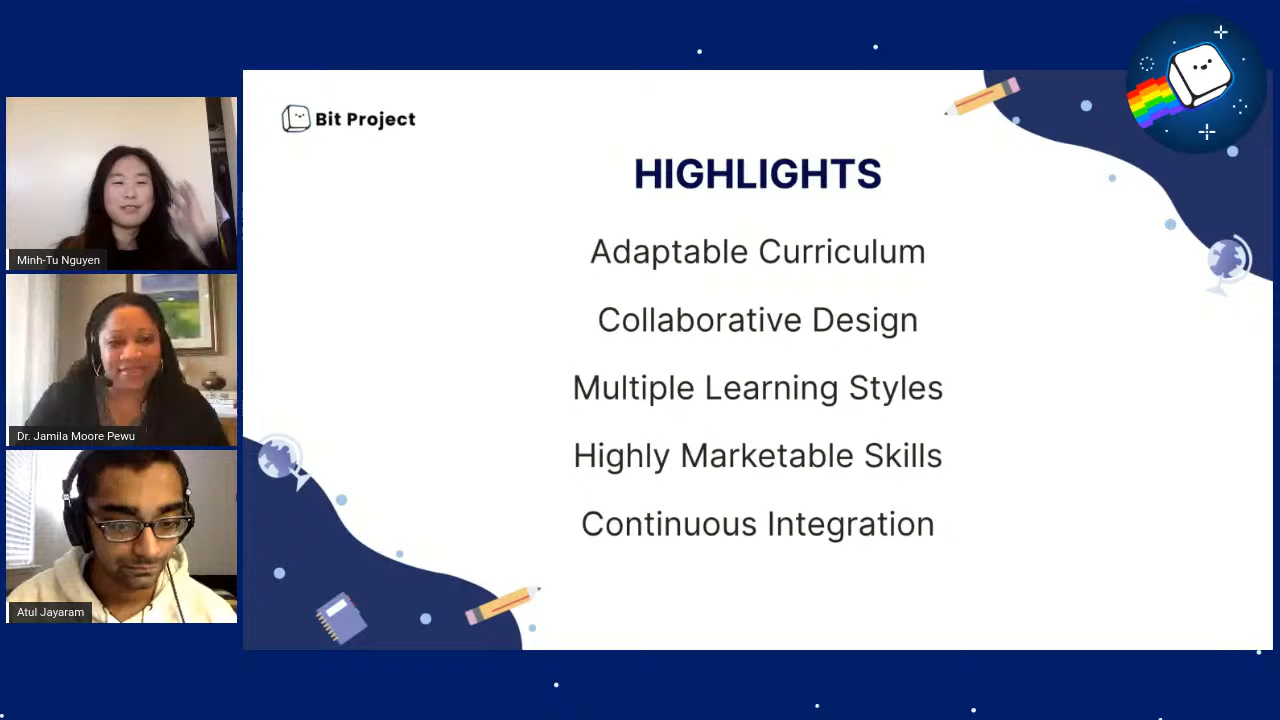 Bit Project
HIGHLIGHTS
Adaptable Curriculum
Collaborative Design
Multiple Learning Styles
Highly Marketable Skills
Continuous Integration
Minh-Tu Nguyen
Dr. Jamila Moore Pewu
Atul Jayaram